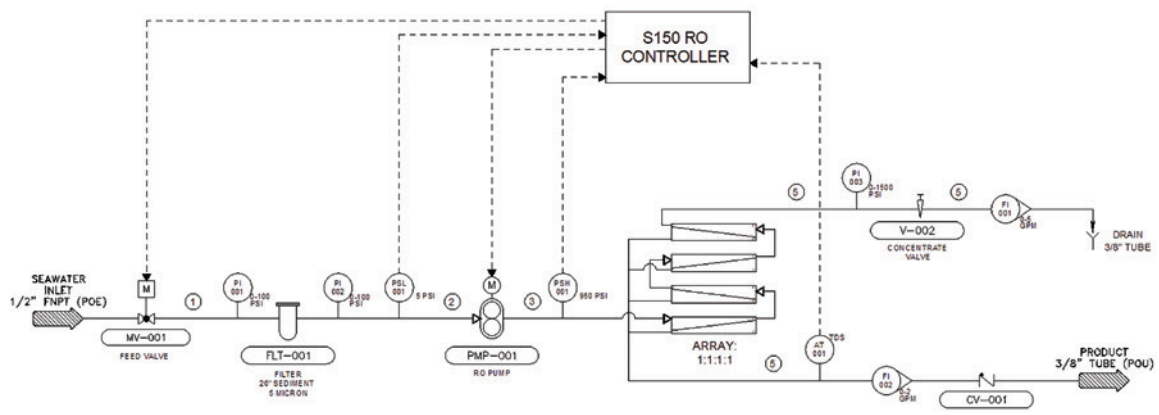 S150 RO
CONTROLLER
SEAWATER
INLET
1/2" FNPT (POE)
M
MV-001
FEED VALVE
1
PI
001
0-100
PSI
FLT-001
FILTER
20" SEDIMENT
5 MICRON
PI
002
0-100
PSI
PSL
001
5 PSI
2
M
PMP-001
RO PUMP
3
PSH
001
950 PSI
ARRAY:
1:1:1:1
5
PI
003
0-1500
PSI
V-002
CONCENTRATE
VALVE
5
FI
001
GPM
DRAIN
3/8" TUBE
5
AT
001
TDS
FI
002
0-2
GPM
CV-001
PRODUCT
3/8" TUBE (POU)